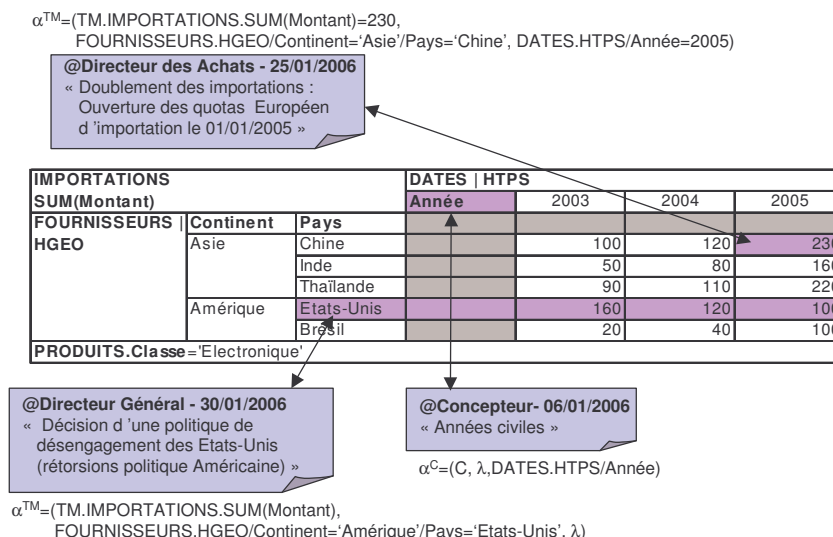 αTM=(TM.IMPORTATIONS.SUM(Montant)=230,
FOURNISSEURS.HGEO/Continent=‘Asie’/Pays=‘Chine’, DATES.HTPS/Année=2005)
@Directeur des Achats - 25/01/2006
« Doublement des importations :
Ouverture des quotas Européen
d ’importation le 01/01/2005 »
IMPORTATIONS DATES | HTPS
SUM(Montant) Année 2003 2004 2005
FOURNISSEURS | Continent Pays
HGEO Asie Chine 100 120 230
Inde 50 80 160
Thaïlande 90 110 220
Amérique Etats-Unis 160 120 100
Brésil 20 40 100
PRODUITS.Classe='Electronique'
@Directeur Général - 30/01/2006
« Décision d ’une politique de
désengagement des Etats-Unis
(rétorsions politique Américaine) »
@Concepteur- 06/01/2006
« Années civiles »
αC=(C, λ,DATES.HTPS/Année)
αTM=(TM.IMPORTATIONS.SUM(Montant),
FOURNISSEURS.HGEO/Continent=‘Amérique’/Pays=‘Etats-Unis’, λ)